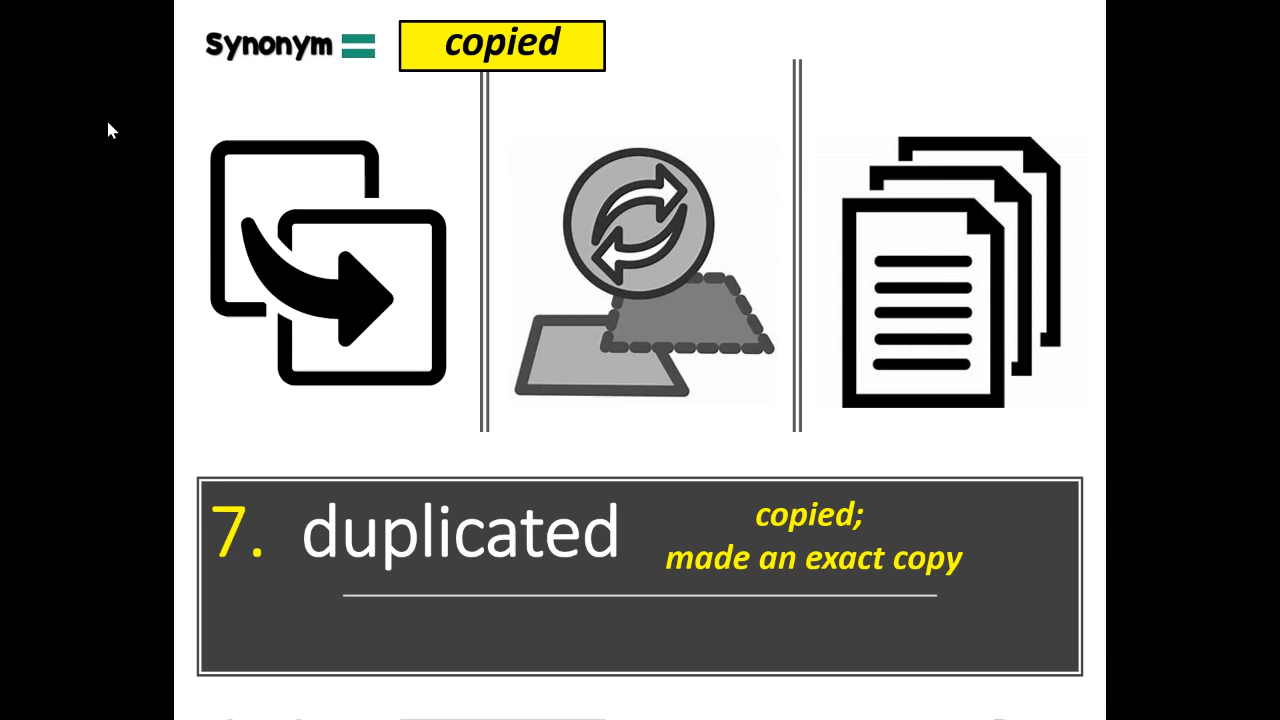 Synonym = copied
7. duplicated
copied;
made an exact copy